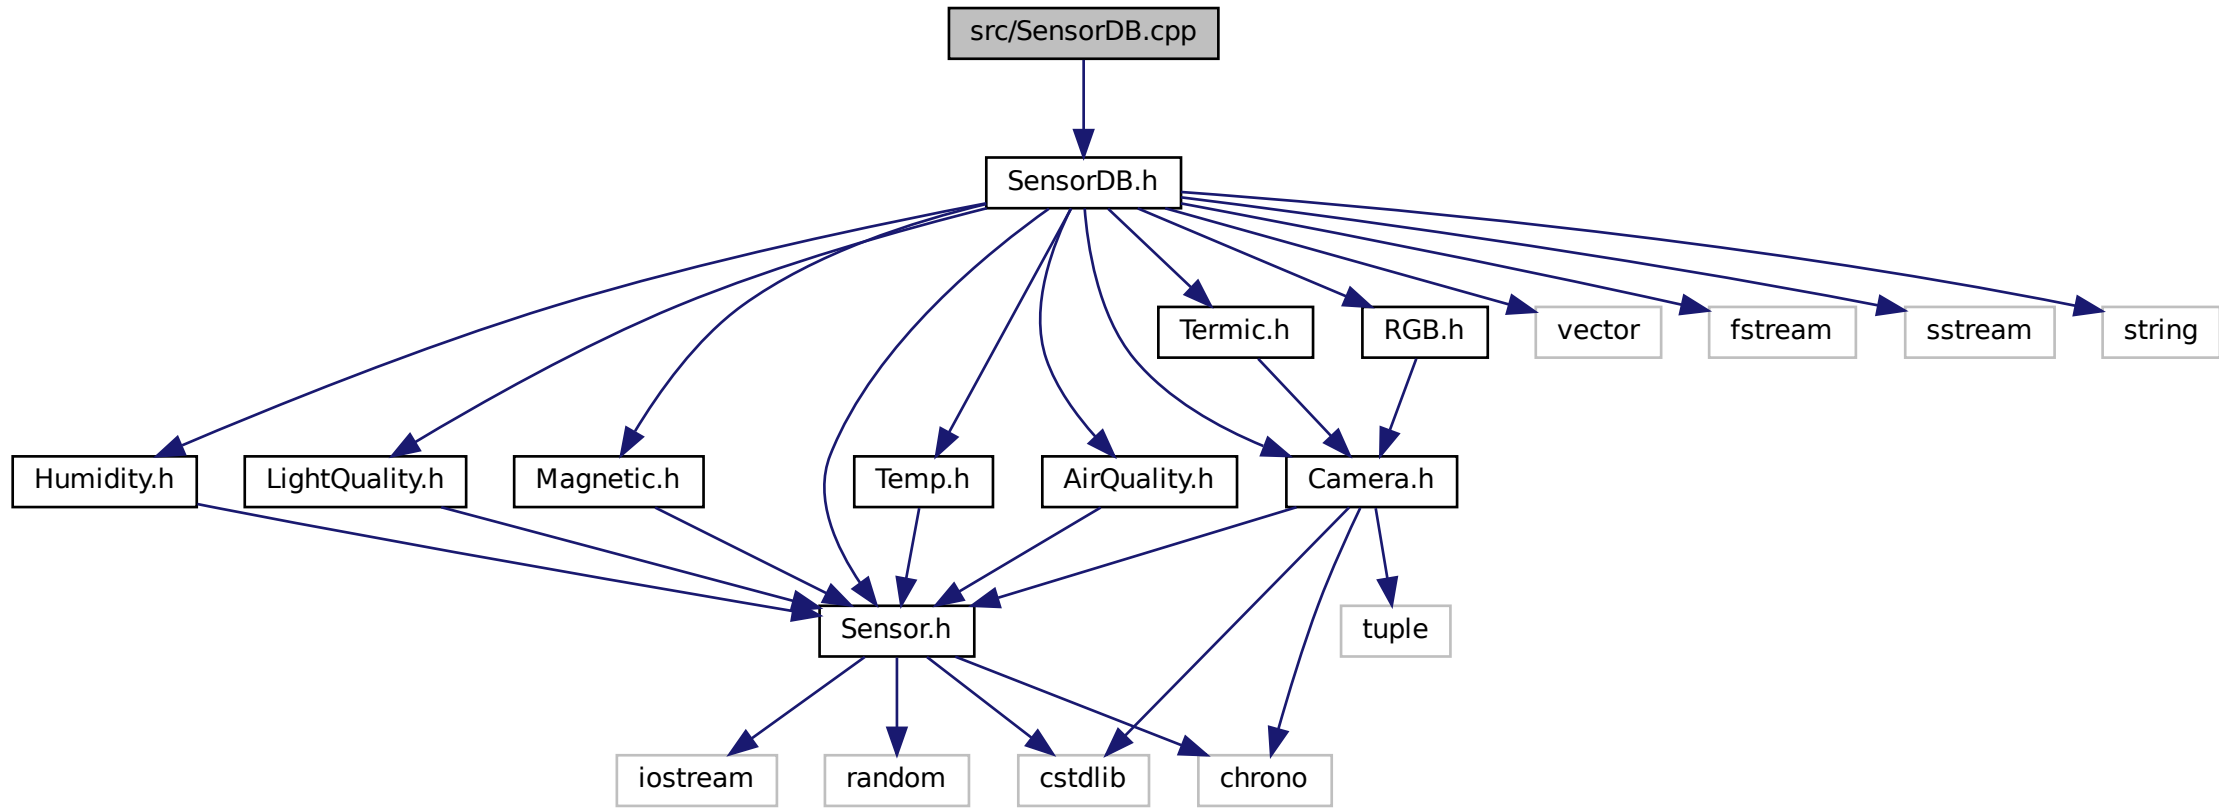 src/SensorDB.cpp
SensorDB.h
Termic.h
RGB.h
vector
fstream
sstream
string
Humidity.h
LightQuality.h
Magnetic.h
Temp.h
AirQuality.h
Camera.h
Sensor.h
tuple
iostream
random
cstdlib
chrono